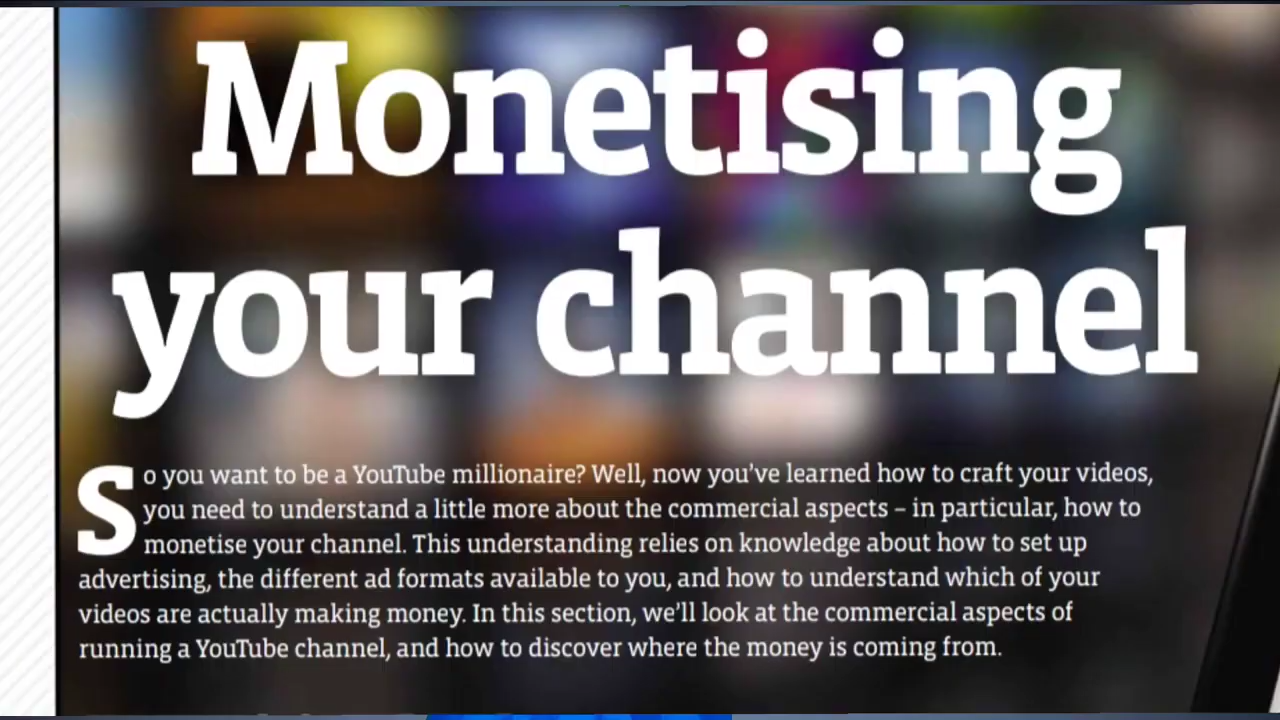 Monetising
your channel
So you want to be a YouTube millionaire? Well, now you've learned how to craft your videos,
you need to understand a little more about the commercial aspects – in particular, how to
monetise your channel. This understanding relies on knowledge about how to set up
advertising, the different ad formats available to you, and how to understand which of your
videos are actually making money. In this section, we'll look at the commercial aspects of
running a YouTube channel, and how to discover where the money is coming from.